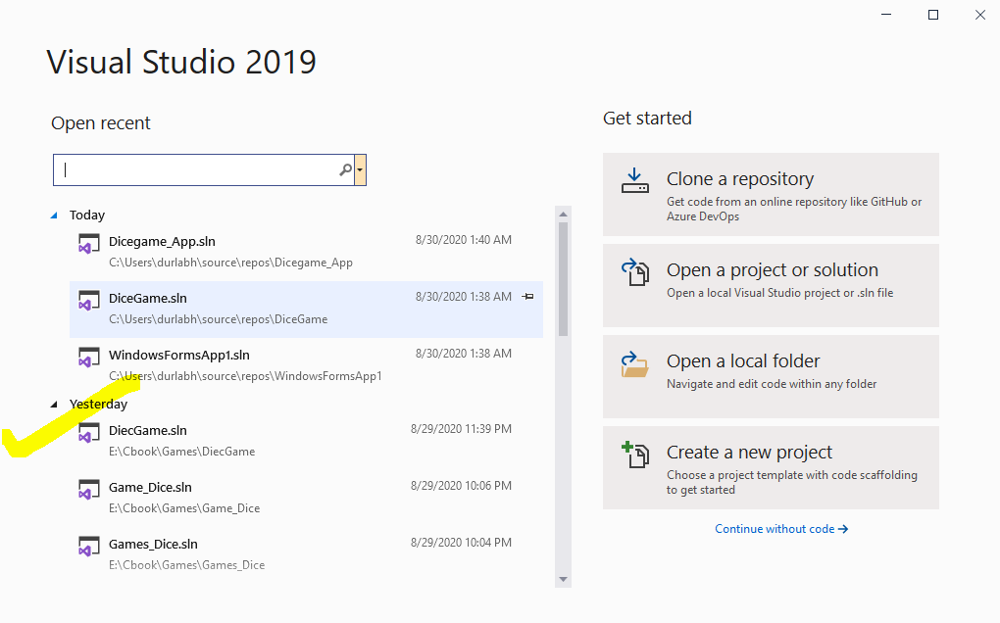 Visual Studio 2019
Open recent
Today
Dicegame_App.sln 8/30/2020 1:40 AM
C:\Users\durlabh\source\repos\Dicegame_App
DiceGame.sln 8/30/2020 1:38 AM
C:\Users\durlabh\source\repos\DiceGame
WindowsFormsApp1.sln 8/30/2020 1:38 AM
C:\Users\durlabh\source\repos\WindowsFormsApp1
Yesterday
DiecGame.sln 8/29/2020 11:39 PM
E:\Cbook\Games\DiecGame
Game_Dice.sln 8/29/2020 10:06 PM
E:\Cbook\Games\Game_Dice
Games_Dice.sln 8/29/2020 10:04 PM
E:\Cbook\Games\Games_Dice
Get started
Clone a repository
Get code from an online repository like GitHub or
Azure DevOps
Open a project or solution
Open a local Visual Studio project or .sln file
Open a local folder
Navigate and edit code within any folder
Create a new project
Choose a project template with code scaffolding
to get started
Continue without code →